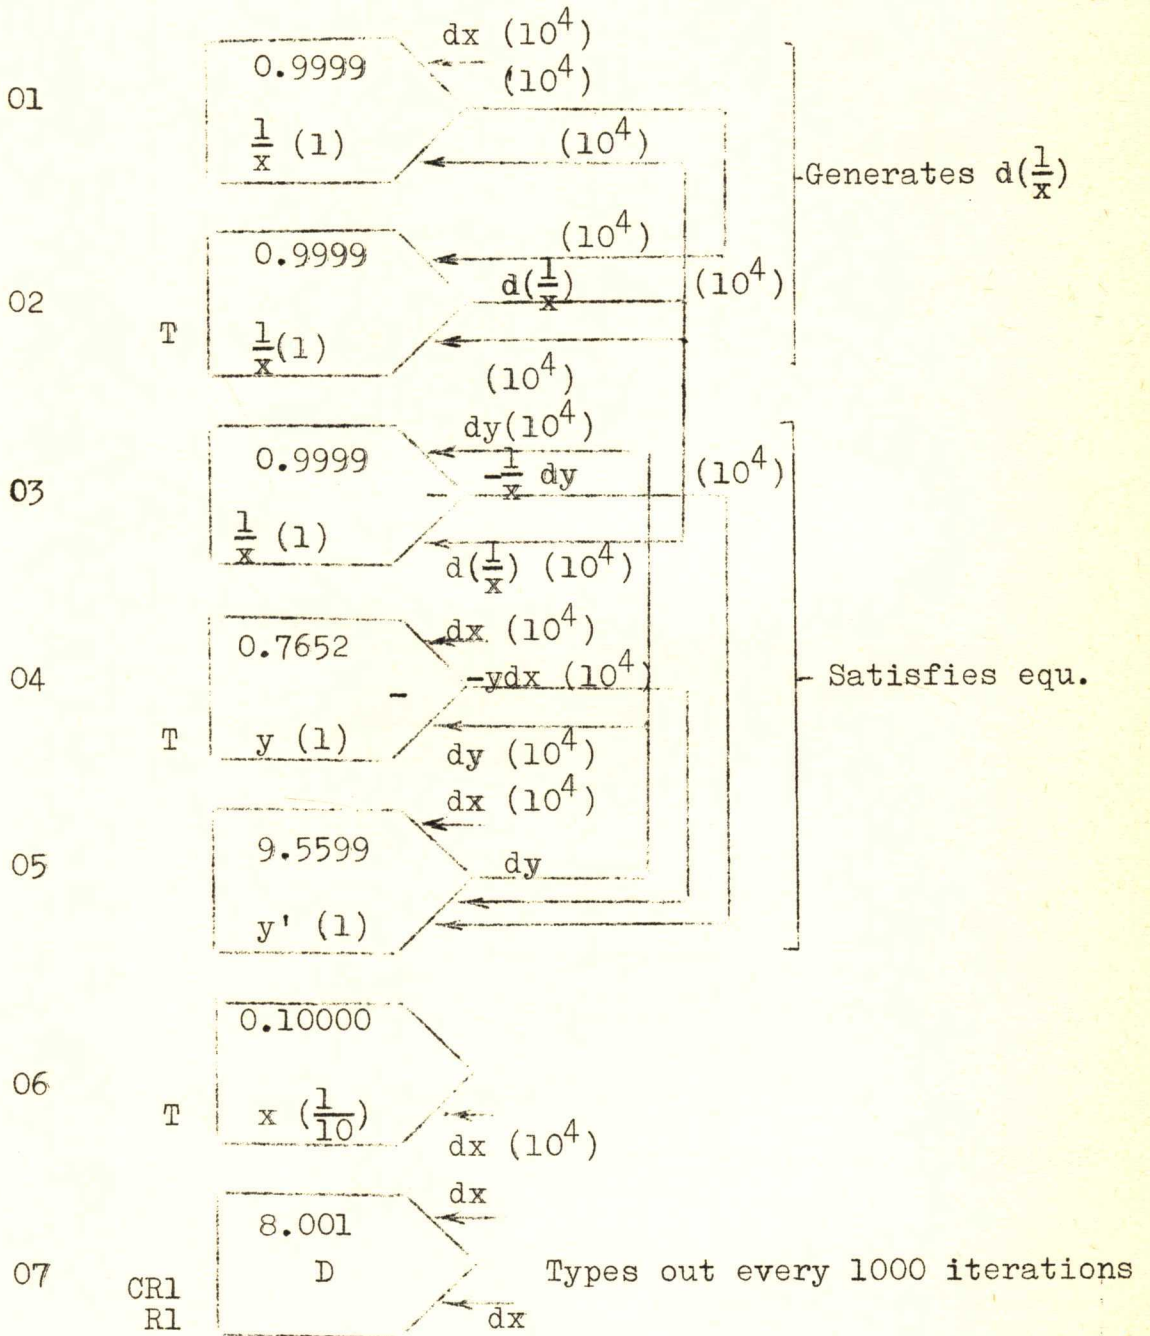 dx (10⁴)
0.9999
(10⁴)
01
1/x (1)
(10⁴)
Generates d(1/x)
0.9999
(10⁴)
d(1/x)
(10⁴)
02
T
1/x(1)
(10⁴)
dy(10⁴)
0.9999
-1/x dy
(10⁴)
03
-
1/x (1)
d(1/x) (10⁴)
dx (10⁴)
0.7652
04
-
-ydx (10⁴)
Satisfies equ.
T
y (1)
dy (10⁴)
dx (10⁴)
9.5599
05
dy
y' (1)
0.10000
06
T
x (1/10)
dx (10⁴)
dx
8.001
07
D
Types out every 1000 iterations
CR1
R1
dx